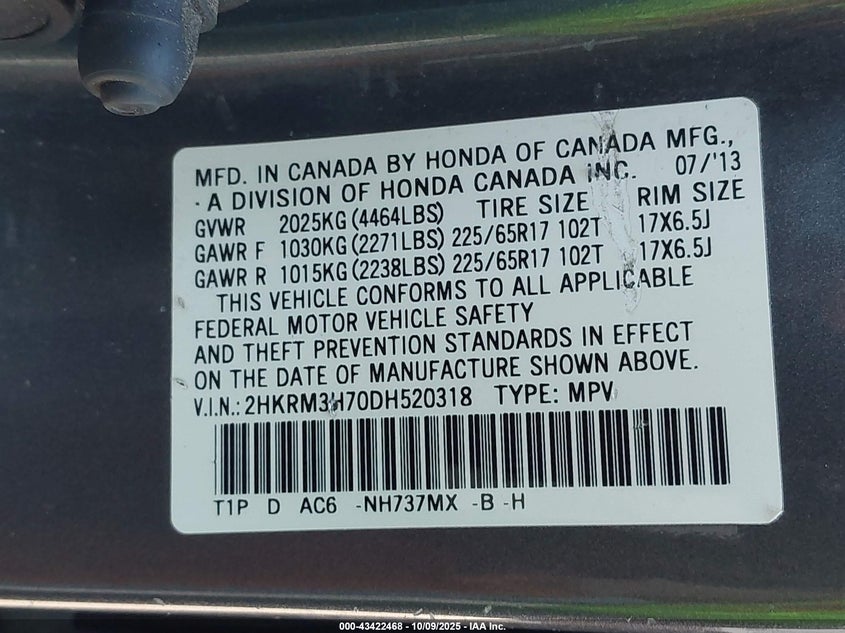 MFD. IN CANADA BY HONDA OF CANADA MFG.,
- A DIVISION OF HONDA CANADA INC. 07/'13
GVWR 2025KG (4464LBS) TIRE SIZE RIM SIZE
GAWR F 1030KG (2271LBS) 225/65R17 102T 17X6.5J
GAWR R 1015KG (2238LBS) 225/65R17 102T 17X6.5J
THIS VEHICLE CONFORMS TO ALL APPLICABLE
FEDERAL MOTOR VEHICLE SAFETY
AND THEFT PREVENTION STANDARDS IN EFFECT
ON THE DATE OF MANUFACTURE SHOWN ABOVE.
V.I.N.: 2HKRM3H70DH520318 TYPE: MPV
T1P D AC6 -NH737MX -B -H
000-43422468 - 10/09/2025 - IAA Inc.